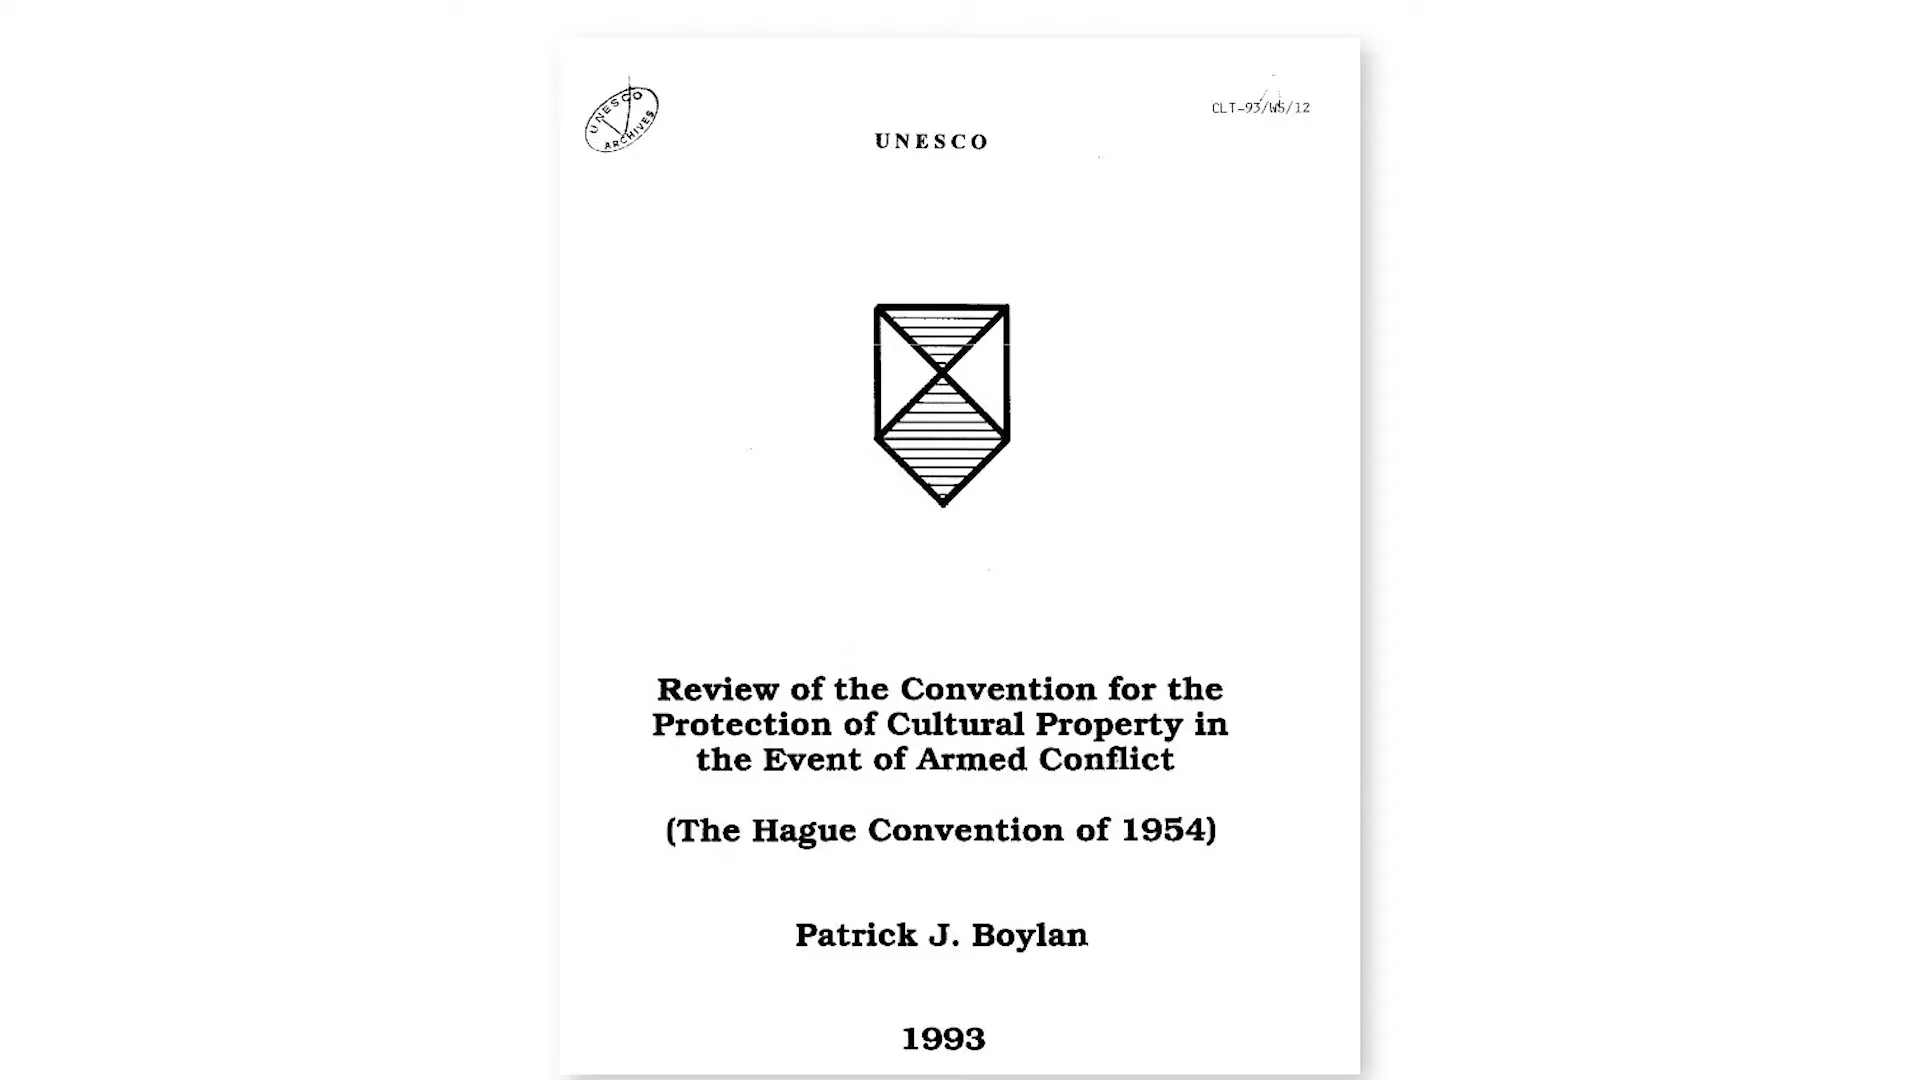 UNESCO
ARCHIVES
CLT-93/WS/12
UNESCO
Review of the Convention for the
Protection of Cultural Property in
the Event of Armed Conflict
(The Hague Convention of 1954)
Patrick J. Boylan
1993